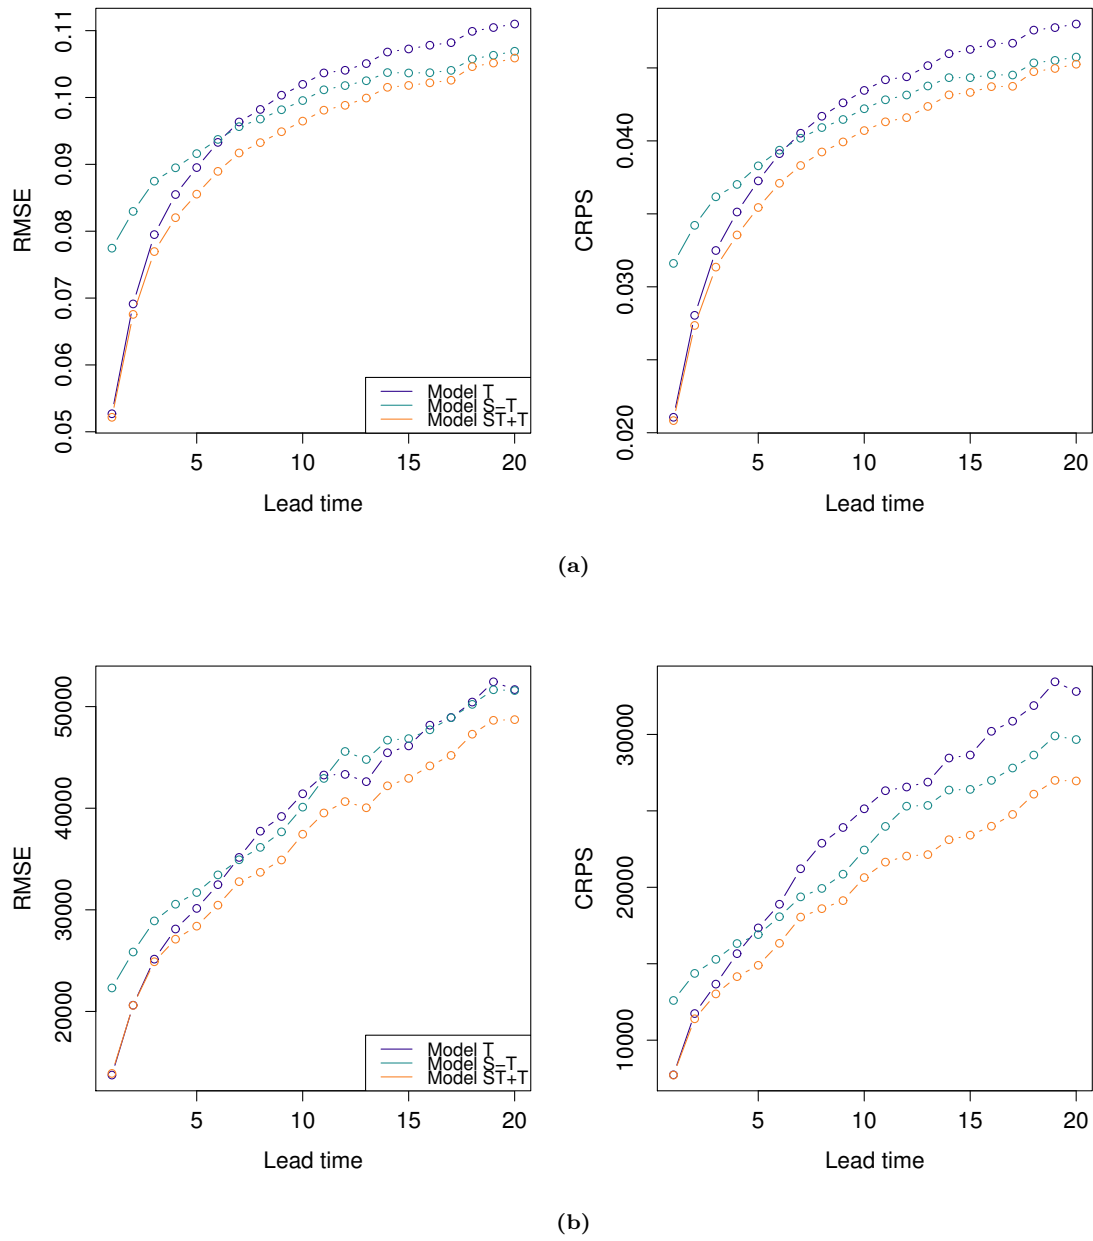 0.05 0.06 0.07 0.08 0.09 0.10 0.11
RMSE
Model T
Model S−T
Model ST+T
5 10 15 20
Lead time
0.020 0.030 0.040
CRPS
5 10 15 20
Lead time
(a)
20000 30000 40000 50000
RMSE
Model T
Model S−T
Model ST+T
5 10 15 20
Lead time
10000 20000 30000
CRPS
5 10 15 20
Lead time
(b)